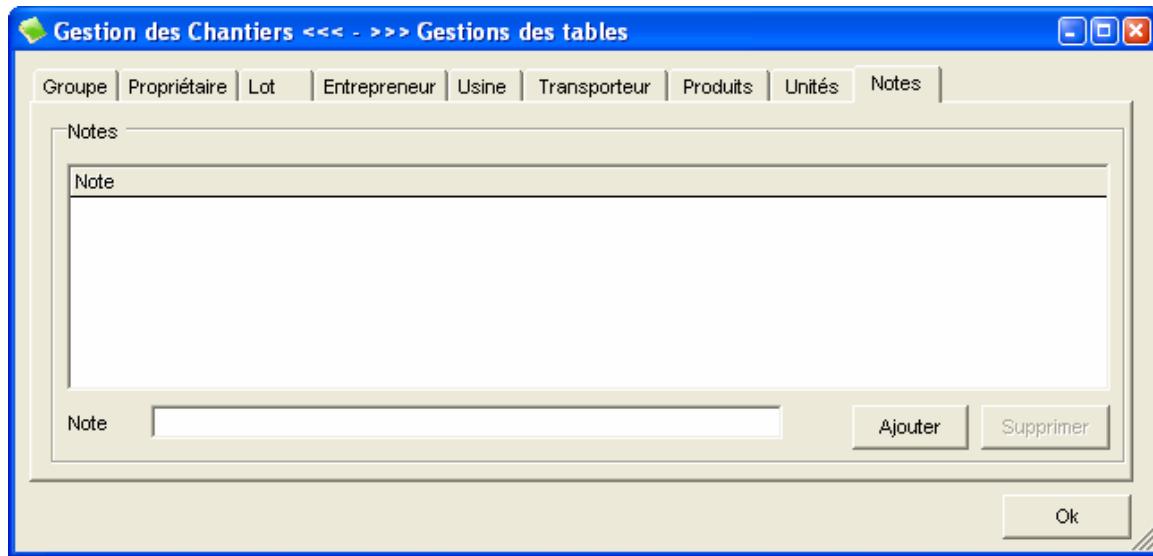 Gestion des Chantiers <<< - >>> Gestions des tables
Groupe Propriétaire Lot Entrepreneur Usine Transporteur Produits Unités Notes
Notes
Note
Note Ajouter Supprimer
Ok